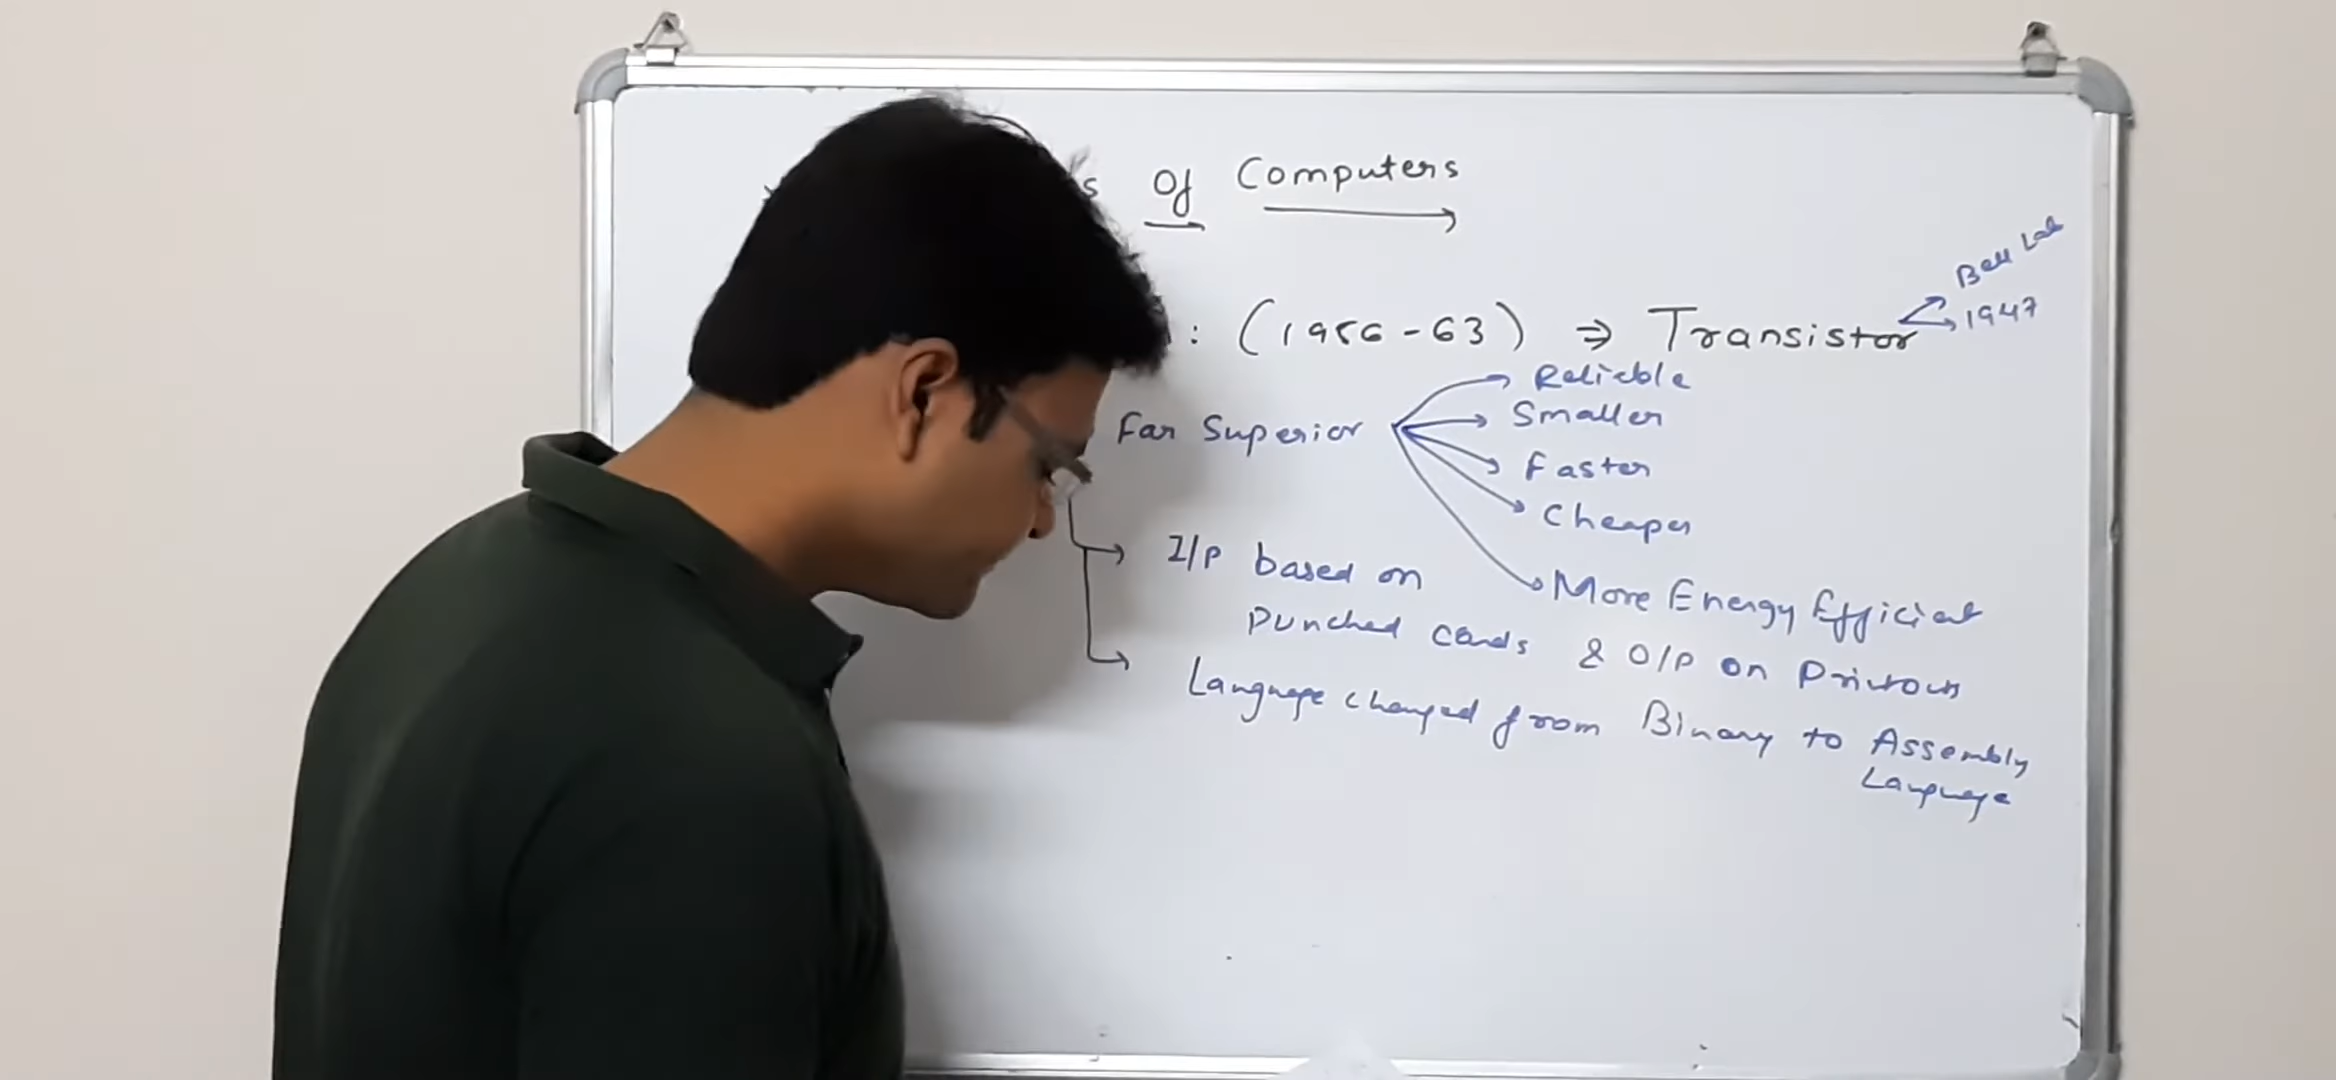 s Of Computers
: (1956-63) ⇒ Transistor
Bell Lab
1947
Far Superior
Reliable
Smaller
Faster
Cheaper
More Energy Efficient
I/P based on
Punched cards & O/P on Printouts
Language changed from Binary to Assembly
Language